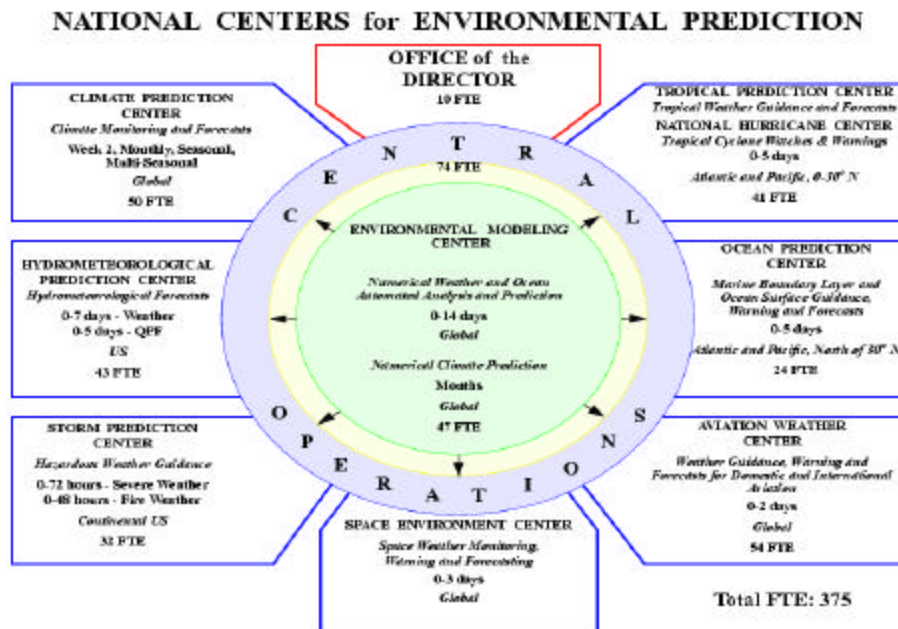 NATIONAL CENTERS for ENVIRONMENTAL PREDICTION
OFFICE of the
DIRECTOR
10 FTE
CLIMATE PREDICTION
CENTER
Climate Monitoring and Forecasts
Week 2, Monthly, Seasonal,
Multi-Seasonal
Global
50 FTE
TROPICAL PREDICTION CENTER
Tropical Weather Guidance and Forecasts
NATIONAL HURRICANE CENTER
Tropical Cyclone Watches & Warnings
0-5 days
Atlantic and Pacific, 0-30° N
41 FTE
CENTRAL
74 FTE
ENVIRONMENTAL MODELING
CENTER
Numerical Weather and Ocean
Automated Analysis and Prediction
0-14 days
Global
Numerical Climate Prediction
Months
Global
47 FTE
OPERATIONS
HYDROMETEOROLOGICAL
PREDICTION CENTER
Hydrometeorological Forecasts
0-7 days - Weather
0-5 days - QPF
US
43 FTE
OCEAN PREDICTION
CENTER
Marine Boundary Layer and
Ocean Surface Guidance,
Warning and Forecasts
0-5 days
Atlantic and Pacific, North of 30° N
24 FTE
STORM PREDICTION
CENTER
Hazardous Weather Guidance
0-72 hours - Severe Weather
0-48 hours - Fire Weather
Continental US
32 FTE
AVIATION WEATHER
CENTER
Weather Guidance, Warning and
Forecasts for Domestic and International
Aviation
0-2 days
Global
54 FTE
SPACE ENVIRONMENT CENTER
Space Weather Monitoring,
Warning and Forecasting
0-3 days
Global
Total FTE: 375